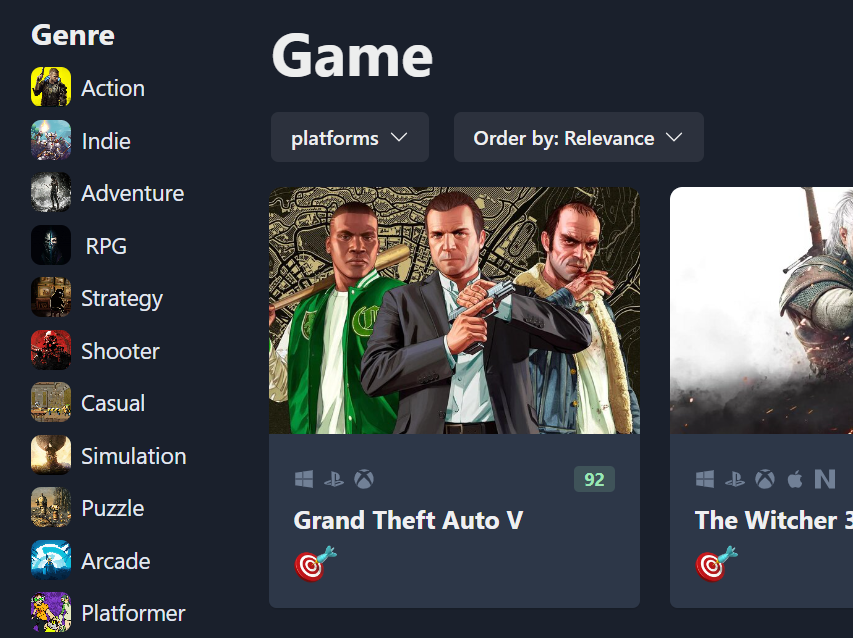 Genre
Action
Indie
Adventure
RPG
Strategy
Shooter
Casual
Simulation
Puzzle
Arcade
Platformer
Game
platforms
Order by: Relevance
92
Grand Theft Auto V
The Witcher 3